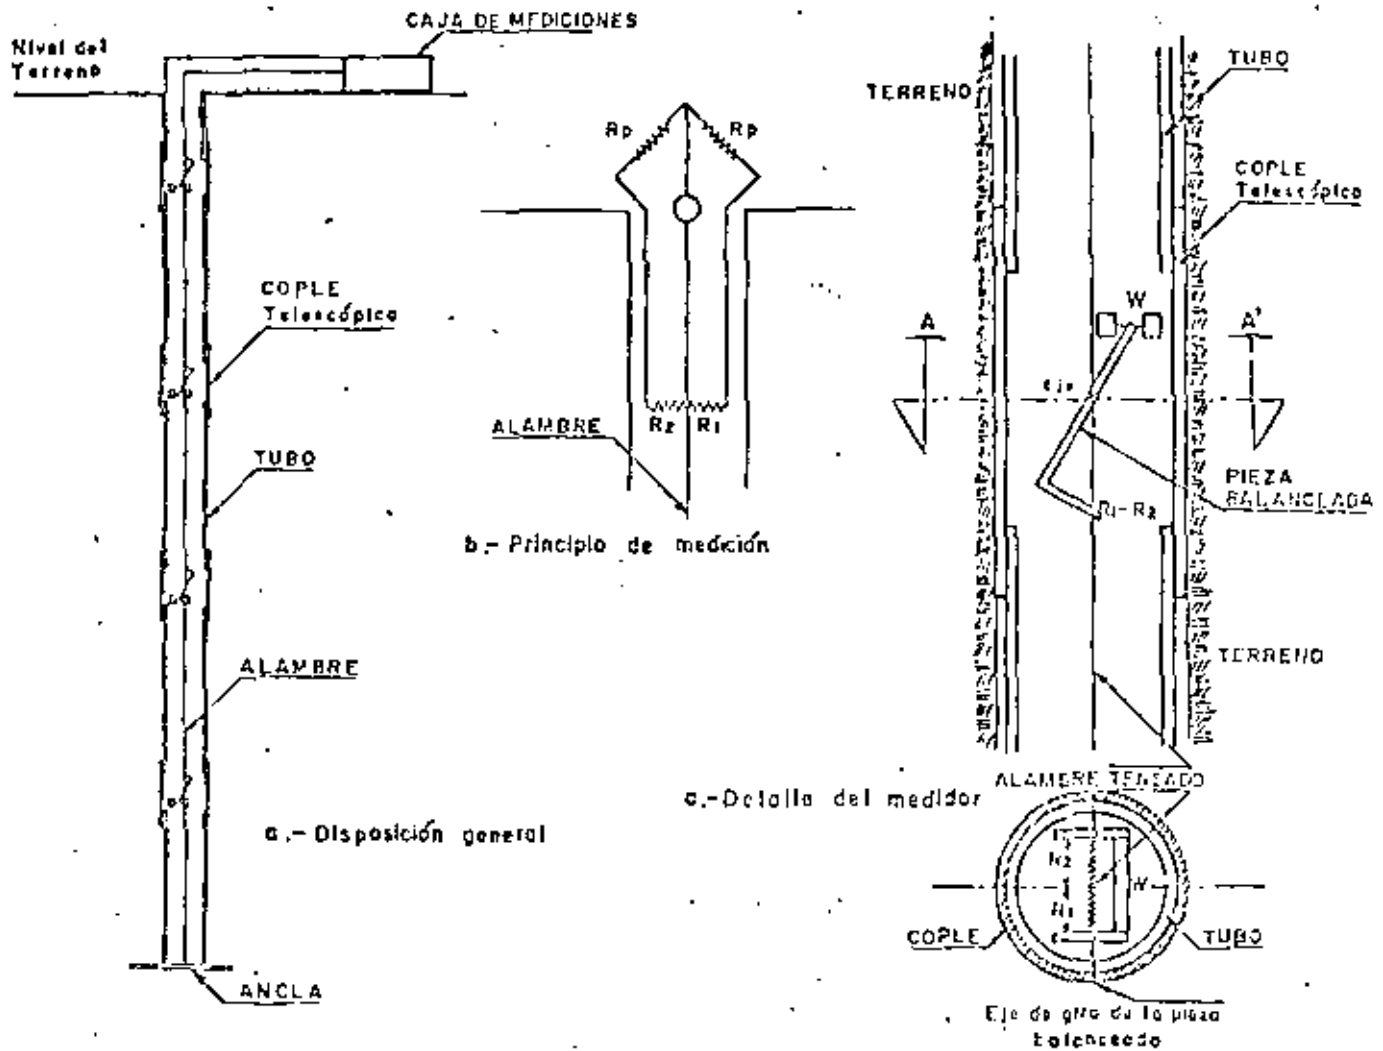 CAJA DE MEDICIONES
Nivel del
Terreno
COPLE
Telescópico
TUBO
ALAMBRE
ANCLA
a.- Disposición general
Rp
Rp
R2
R1
ALAMBRE
b.- Principio de medición
TERRENO
TUBO
COPLE
Telescópico
W
A
A'
eje
PIEZA
BALANCEADA
R1-R2
TERRENO
ALAMBRE TENSADO
c.-Detalle del medidor
R2
W
R1
COPLE
TUBO
Eje de giro de la pieza
balanceada